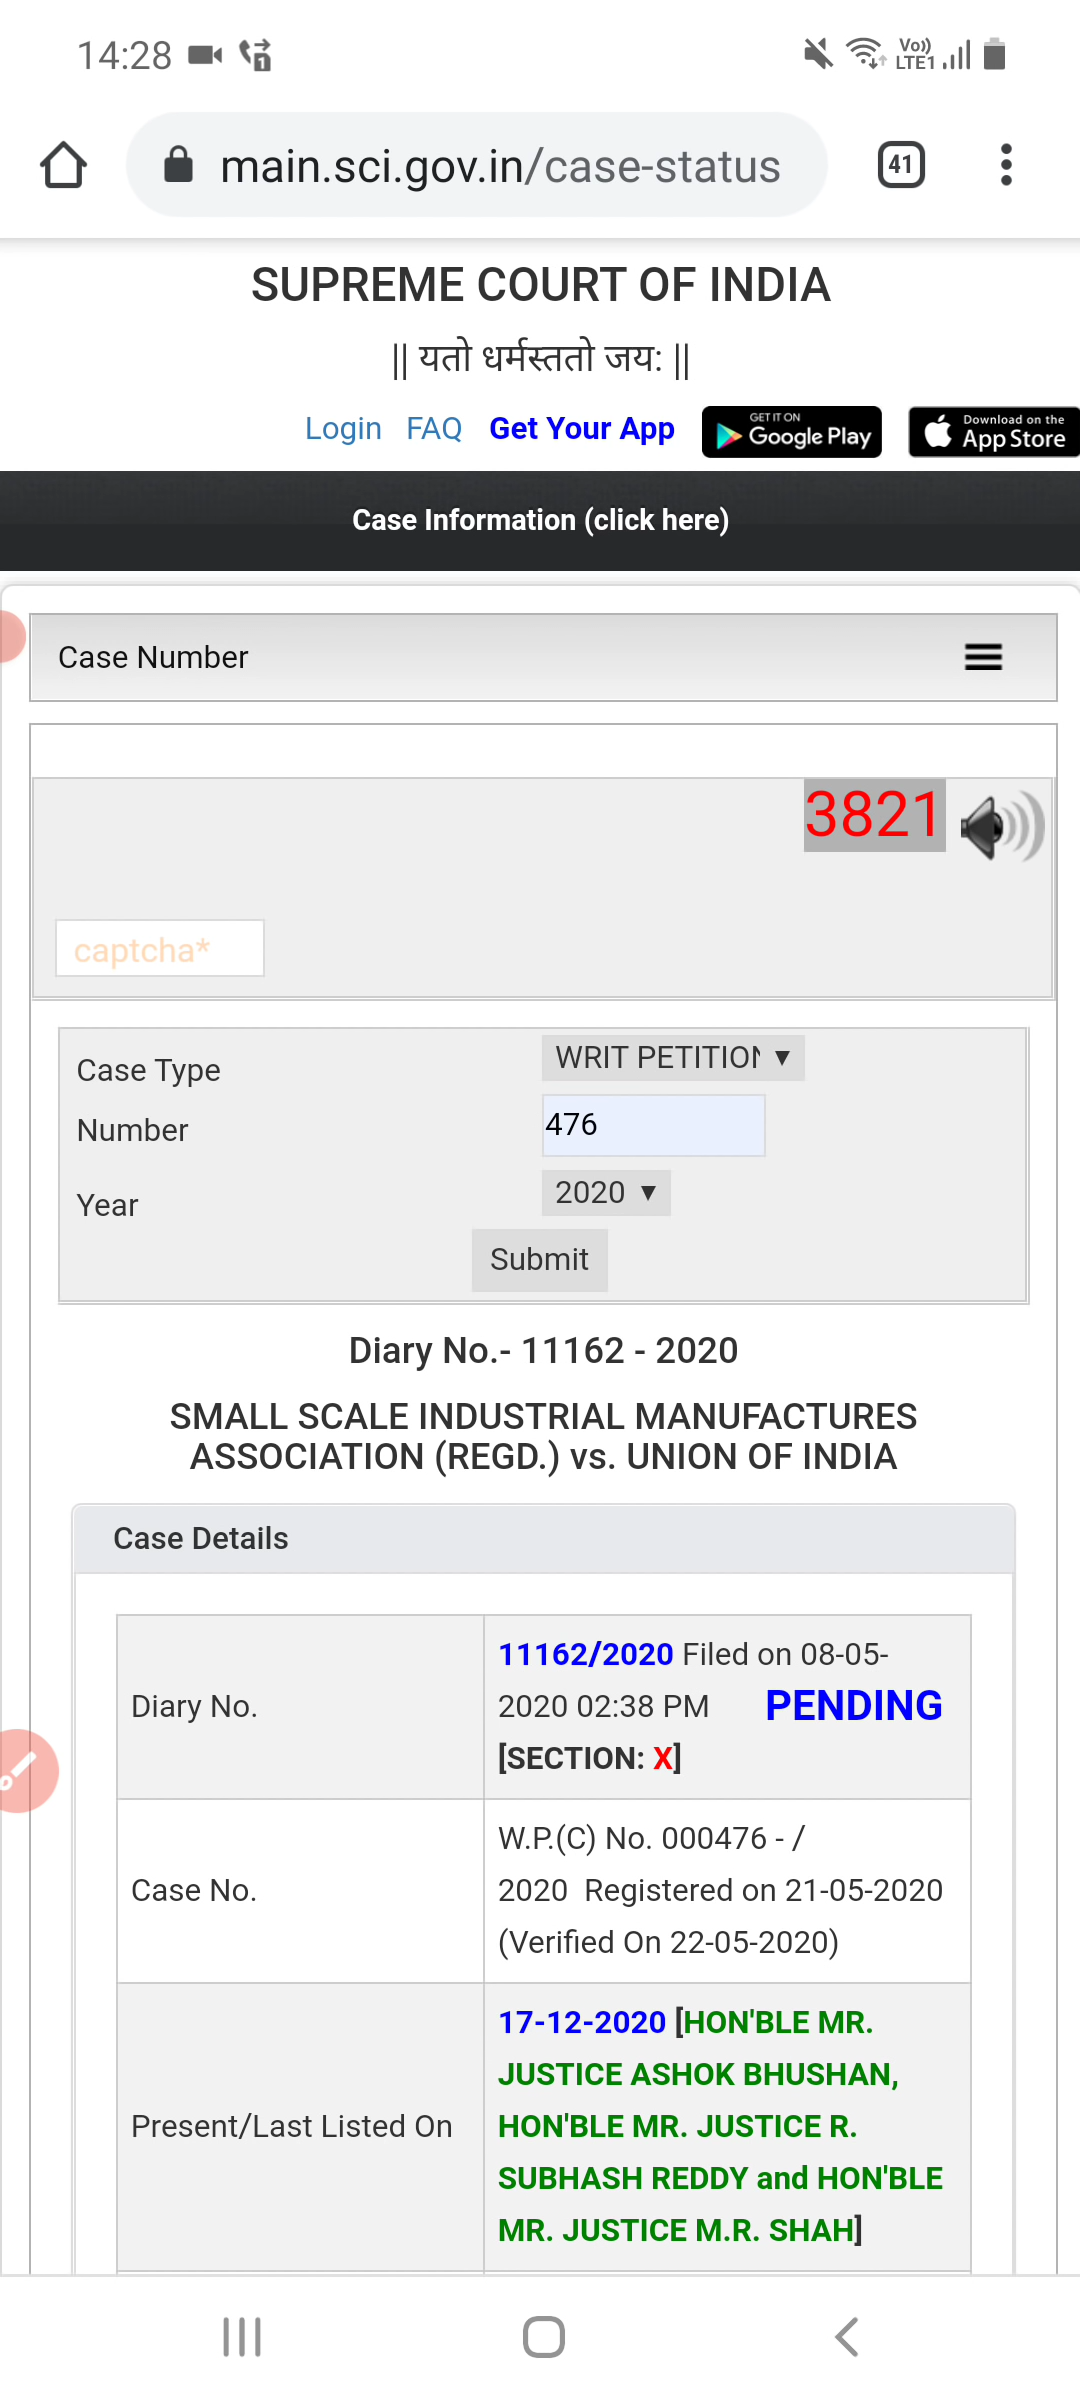 14:28
Vo))
LTE1
main.sci.gov.in/case-status
41
SUPREME COURT OF INDIA
|| यतो धर्मस्ततो जय: ||
Login FAQ Get Your App GET IT ON Google Play Download on the App Store
Case Information (click here)
Case Number
3821
captcha*
Case Type WRIT PETITION
Number 476
Year 2020
Submit
Diary No.- 11162 - 2020
SMALL SCALE INDUSTRIAL MANUFACTURES
ASSOCIATION (REGD.) vs. UNION OF INDIA
Case Details
Diary No.
11162/2020 Filed on 08-05-
2020 02:38 PM PENDING
[SECTION: X]
Case No.
W.P.(C) No. 000476 - /
2020 Registered on 21-05-2020
(Verified On 22-05-2020)
Present/Last Listed On
17-12-2020 [HON'BLE MR.
JUSTICE ASHOK BHUSHAN,
HON'BLE MR. JUSTICE R.
SUBHASH REDDY and HON'BLE
MR. JUSTICE M.R. SHAH]